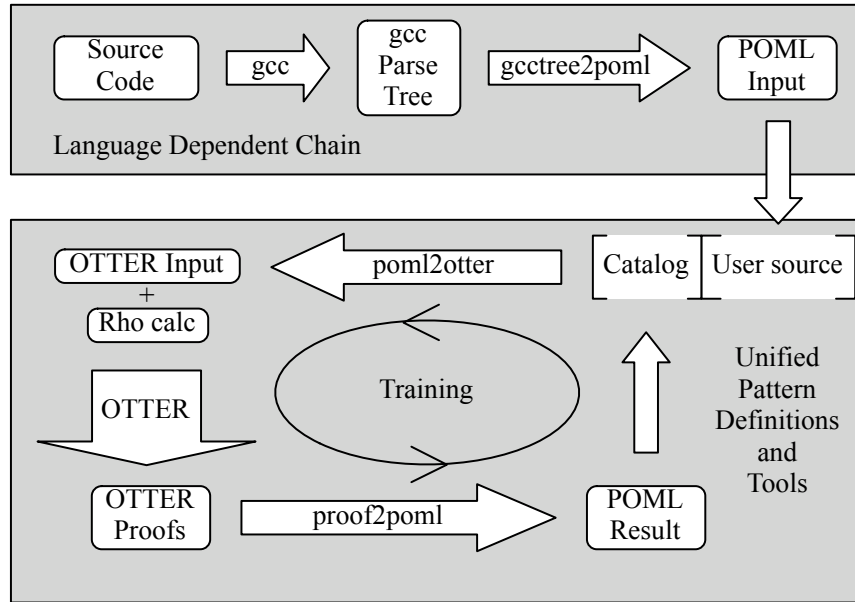 Source
Code
gcc
gcc
Parse
Tree
gcctree2poml
POML
Input
Language Dependent Chain
OTTER Input
+
Rho calc
poml2otter
Catalog
User source
Training
Unified
Pattern
Definitions
and
Tools
OTTER
OTTER
Proofs
proof2poml
POML
Result